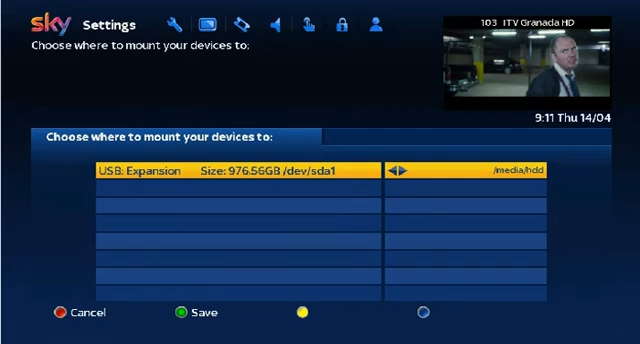 sky Settings
Choose where to mount your devices to:
103 ITV Granada HD
9:11 Thu 14/04
Choose where to mount your devices to:
USB: Expansion Size: 976.56GB /dev/sda1 /media/hdd
Cancel Save